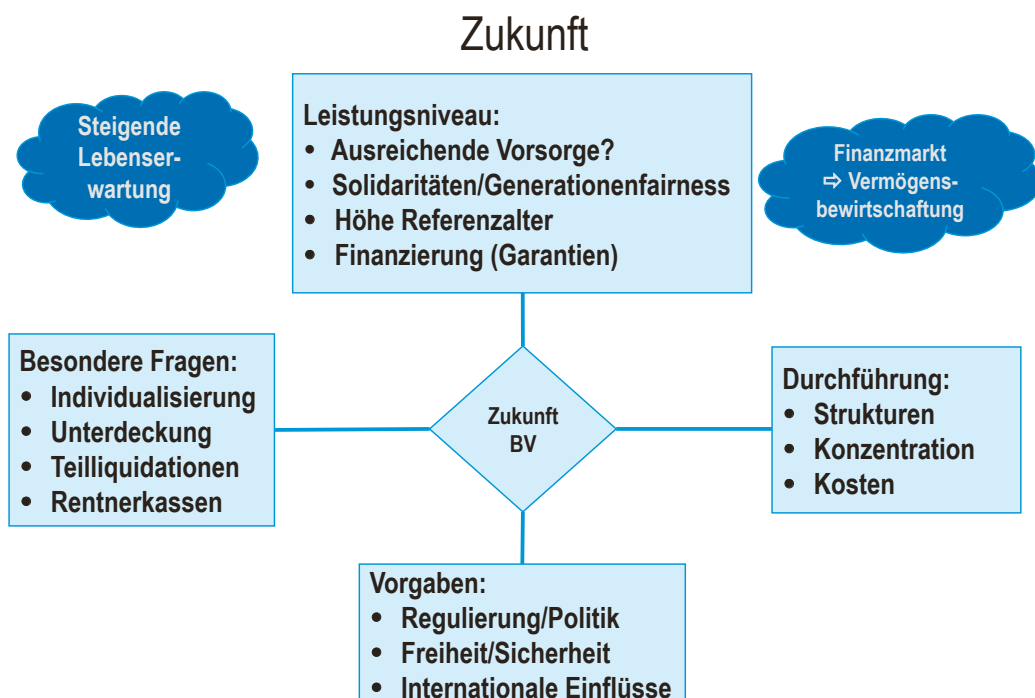 Zukunft
Steigende
Lebenser-
wartung
Leistungsniveau:
• Ausreichende Vorsorge?
• Solidaritäten/Generationenfairness
• Höhe Referenzalter
• Finanzierung (Garantien)
Finanzmarkt
⇨ Vermögens-
bewirtschaftung
Besondere Fragen:
• Individualisierung
• Unterdeckung
• Teilliquidationen
• Rentnerkassen
Zukunft
BV
Durchführung:
• Strukturen
• Konzentration
• Kosten
Vorgaben:
• Regulierung/Politik
• Freiheit/Sicherheit
• Internationale Einflüsse